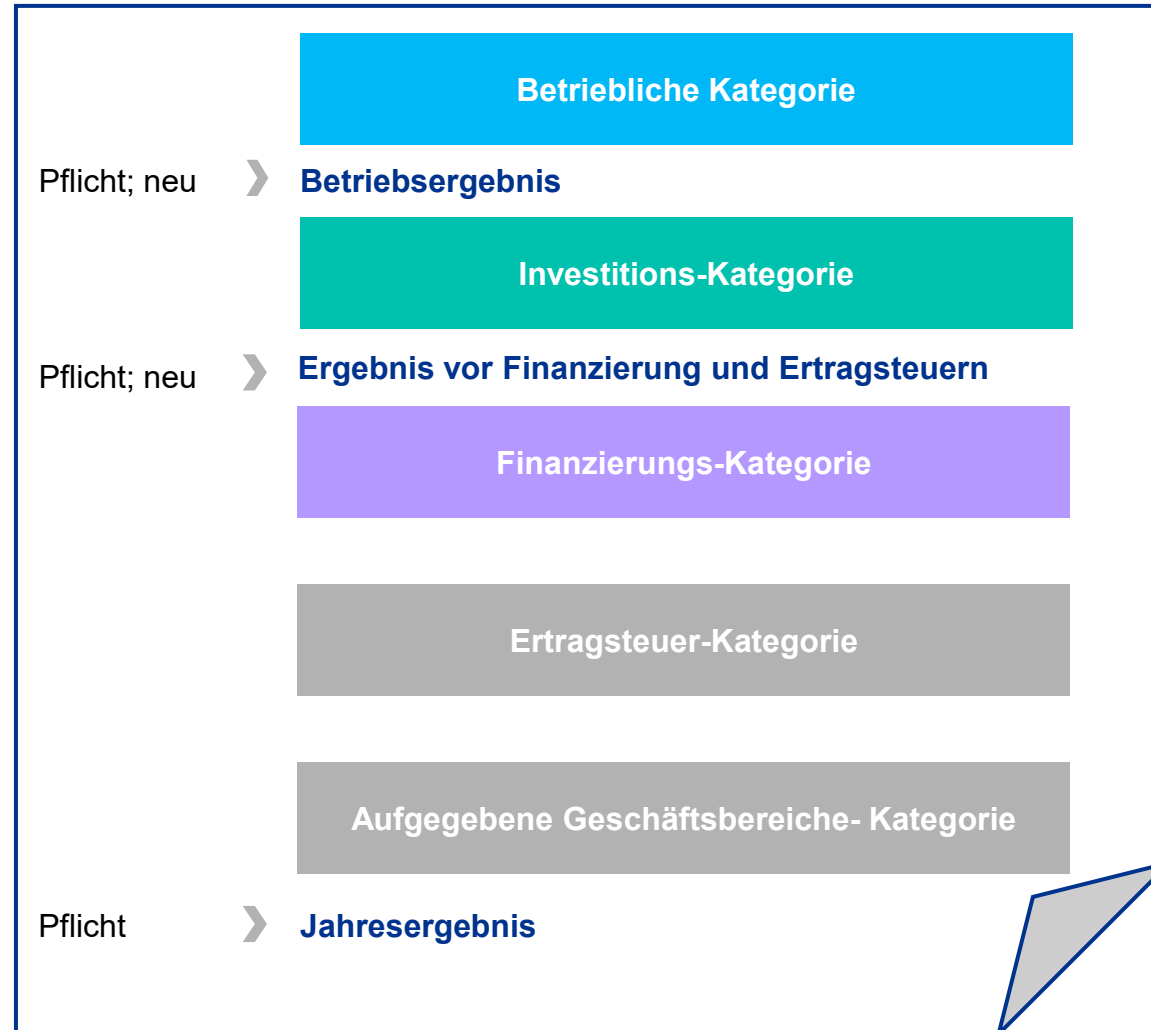 Betriebliche Kategorie
Pflicht; neu Betriebsergebnis
Investitions-Kategorie
Pflicht; neu Ergebnis vor Finanzierung und Ertragsteuern
Finanzierungs-Kategorie
Ertragsteuer-Kategorie
Aufgegebene Geschäftsbereiche- Kategorie
Pflicht Jahresergebnis